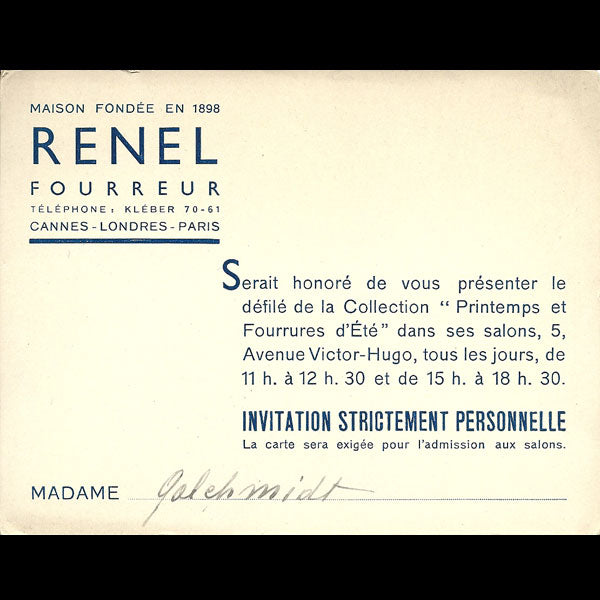 MAISON FONDÉE EN 1898
RENEL
FOURREUR
TÉLÉPHONE: KLÉBER 70-61
CANNES - LONDRES - PARIS
Serait honoré de vous présenter le
défilé de la Collection “ Printemps et
Fourrures d’Été” dans ses salons, 5,
Avenue Victor-Hugo, tous les jours, de
11 h. à 12 h. 30 et de 15 h. à 18 h. 30.
INVITATION STRICTEMENT PERSONNELLE
La carte sera exigée pour l’admission aux salons.
MADAME